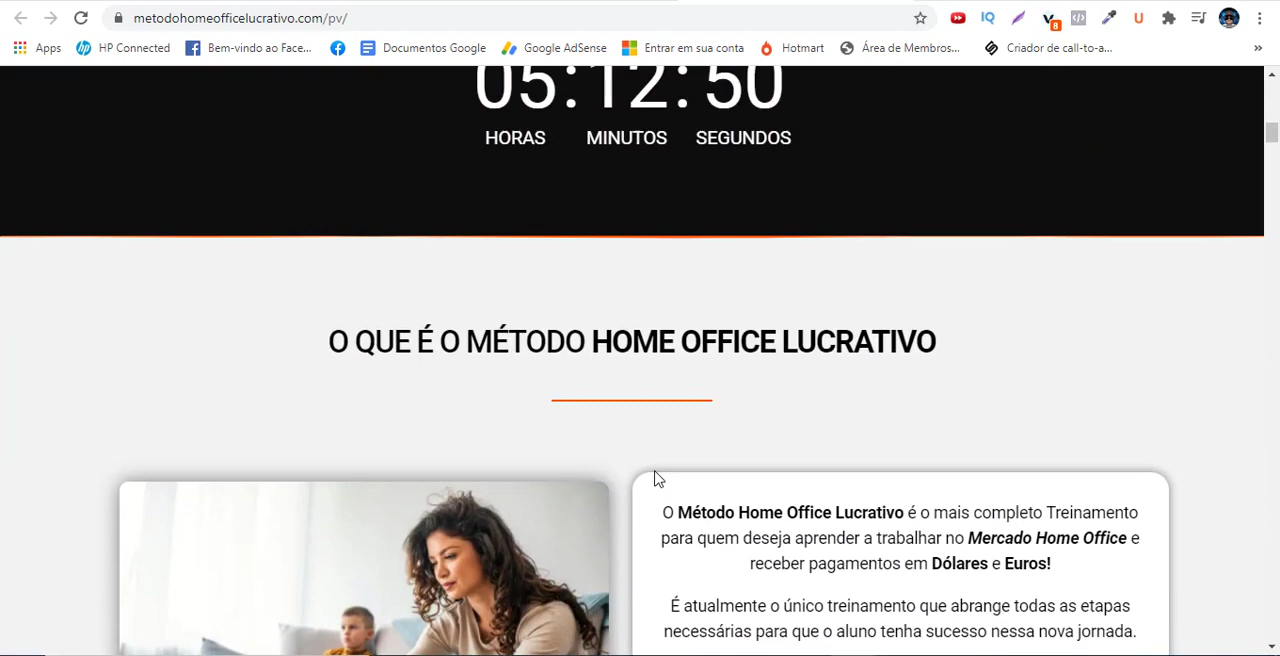 metodohomeofficelucrativo.com/pv/
IQ
8
U
Apps
HP Connected
Bem-vindo ao Face...
Documentos Google
Google AdSense
Entrar em sua conta
Hotmart
Área de Membros...
Criador de call-to-a...
»
05:12:50
HORAS MINUTOS SEGUNDOS
O QUE É O MÉTODO HOME OFFICE LUCRATIVO
O Método Home Office Lucrativo é o mais completo Treinamento
para quem deseja aprender a trabalhar no Mercado Home Office e
receber pagamentos em Dólares e Euros!
É atualmente o único treinamento que abrange todas as etapas
necessárias para que o aluno tenha sucesso nessa nova jornada.